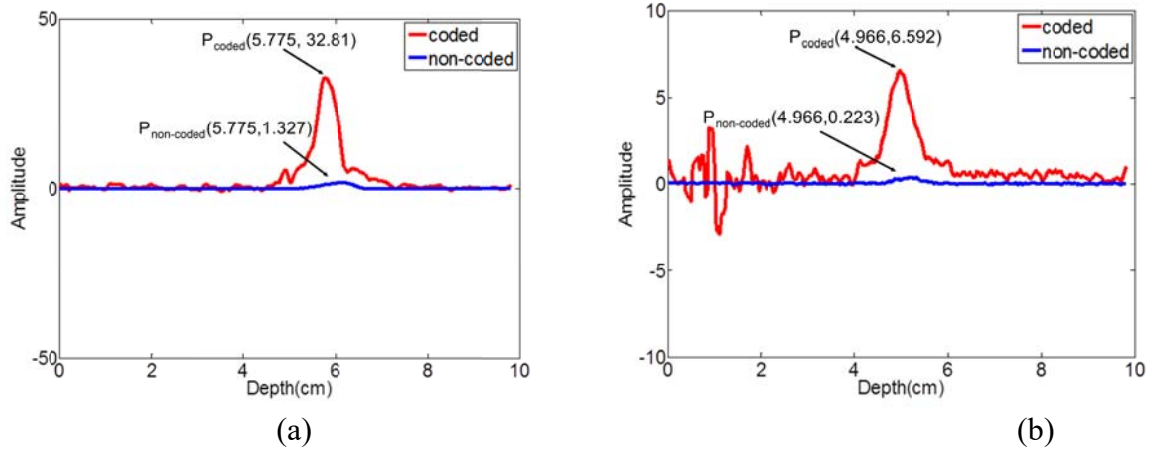 50
coded
non-coded
P_coded(5.775, 32.81)
P_non-coded(5.775,1.327)
0
-50
Amplitude
0 2 4 6 8 10
Depth(cm)
(a)
10
coded
non-coded
P_coded(4.966,6.592)
5
P_non-coded(4.966,0.223)
0
-5
-10
Amplitude
0 2 4 6 8 10
Depth(cm)
(b)